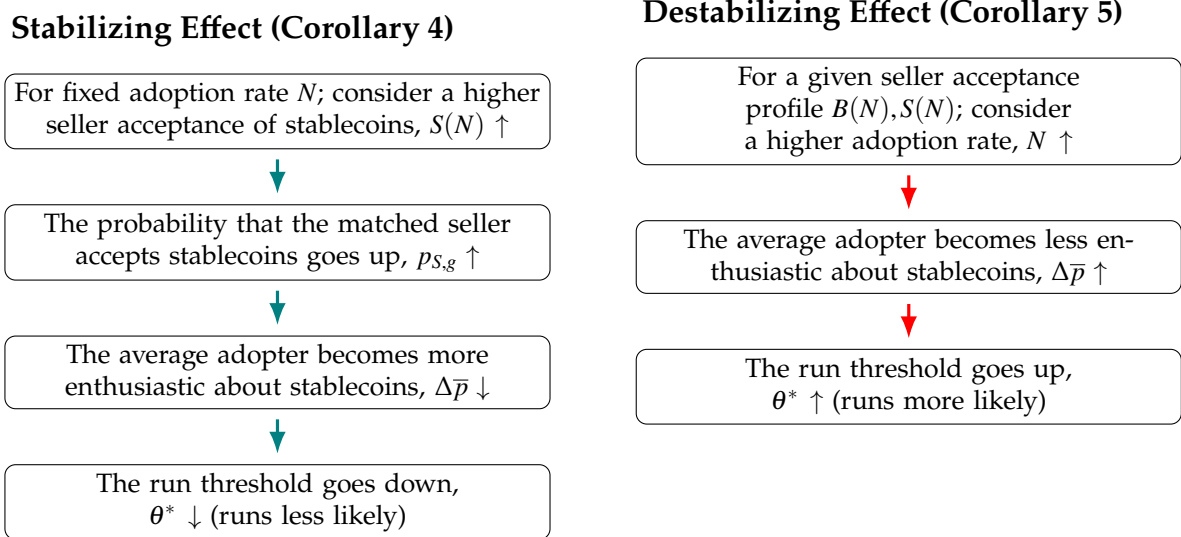 Stabilizing Effect (Corollary 4)
For fixed adoption rate N; consider a higher
seller acceptance of stablecoins, S(N) ↑
The probability that the matched seller
accepts stablecoins goes up, p_{S,g} ↑
The average adopter becomes more
enthusiastic about stablecoins, Δp̅ ↓
The run threshold goes down,
θ* ↓ (runs less likely)
Destabilizing Effect (Corollary 5)
For a given seller acceptance
profile B(N), S(N); consider
a higher adoption rate, N ↑
The average adopter becomes less en-
thusiastic about stablecoins, Δp̅ ↑
The run threshold goes up,
θ* ↑ (runs more likely)